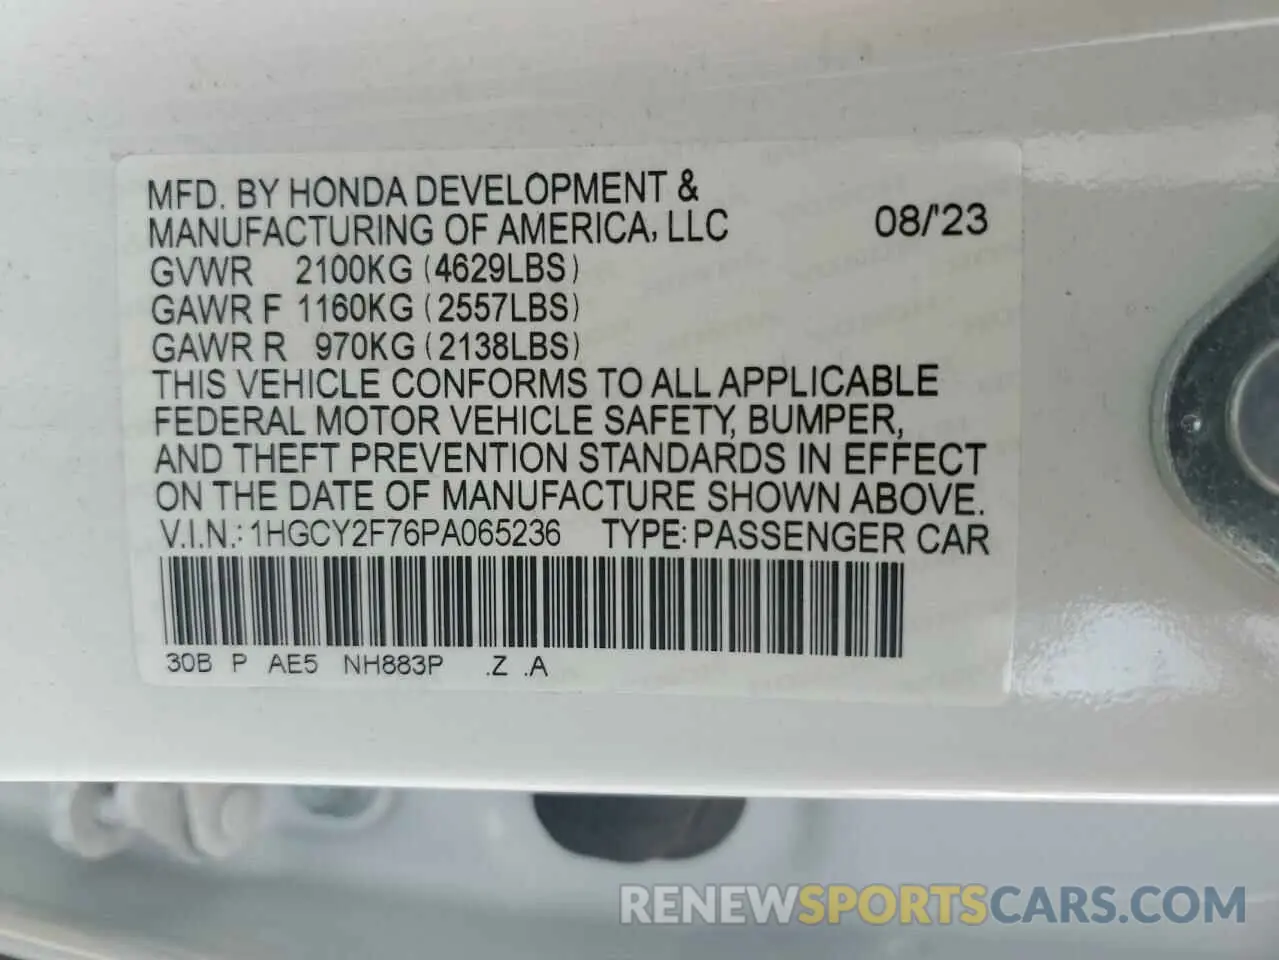 MFD. BY HONDA DEVELOPMENT &
MANUFACTURING OF AMERICA, LLC 08/'23
GVWR 2100KG (4629LBS)
GAWR F 1160KG (2557LBS)
GAWR R 970KG (2138LBS)
THIS VEHICLE CONFORMS TO ALL APPLICABLE
FEDERAL MOTOR VEHICLE SAFETY, BUMPER,
AND THEFT PREVENTION STANDARDS IN EFFECT
ON THE DATE OF MANUFACTURE SHOWN ABOVE.
V.I.N.: 1HGCY2F76PA065236 TYPE: PASSENGER CAR
30B P AE5 NH883P .Z .A
RENEWSPORTSCARS.COM